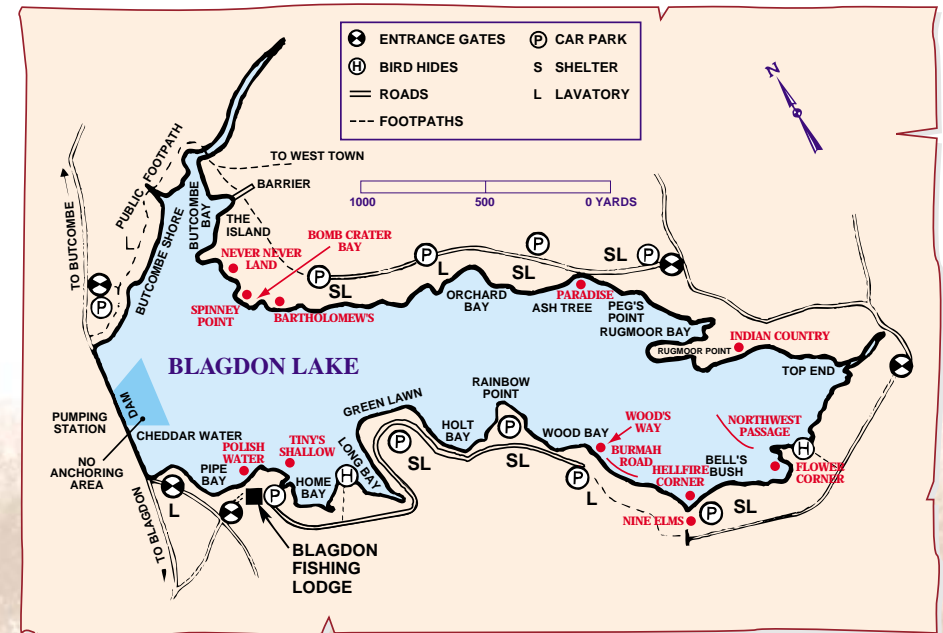 ENTRANCE GATES
P CAR PARK
H BIRD HIDES
S SHELTER
ROADS
L LAVATORY
FOOTPATHS
N
TO WEST TOWN
BARRIER
1000 500 0 YARDS
PUBLIC FOOTPATH
TO BUTCOMBE
L
BUTCOMBE SHORE
BUTCOMBE
BAY
THE
ISLAND
BOMB CRATER
BAY
NEVER NEVER
LAND
SPINNEY
POINT
BARTHOLOMEW'S
P
P
SL
P
L
P
SL
P
SL
ORCHARD
BAY
PARADISE
ASH TREE
PEG'S
POINT
RUGMOOR BAY
RUGMOOR POINT
INDIAN COUNTRY
TOP END
BLAGDON LAKE
DAM
PUMPING
STATION
NO
ANCHORING
AREA
CHEDDAR WATER
POLISH
WATER
PIPE
BAY
TINY'S
SHALLOW
HOME
BAY
H
LONG BAY
GREEN LAWN
P
SL
HOLT
BAY
RAINBOW
POINT
P
SL
WOOD BAY
WOOD'S
WAY
BURMAH
ROAD
P
L
HELLFIRE
CORNER
BELL'S
BUSH
NORTHWEST
PASSAGE
H
FLOWER
CORNER
NINE ELMS
P
SL
L
P
TO BLAGDON
BLAGDON
FISHING
LODGE